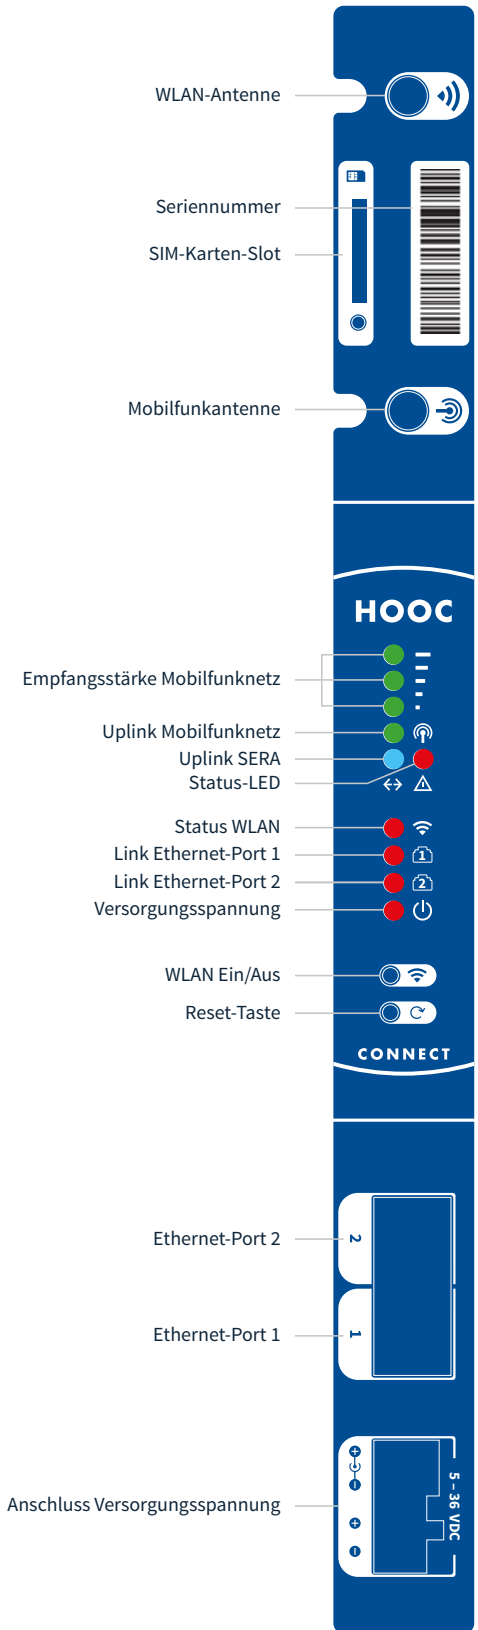 WLAN-Antenne
Seriennummer
SIM-Karten-Slot
Mobilfunkantenne
HOOC
Empfangsstärke Mobilfunknetz
Uplink Mobilfunknetz
Uplink SERA
Status-LED
Status WLAN
Link Ethernet-Port 1
1
Link Ethernet-Port 2
2
Versorgungsspannung
WLAN Ein/Aus
Reset-Taste
CONNECT
Ethernet-Port 2
2
Ethernet-Port 1
1
Anschluss Versorgungsspannung
5 – 36 VDC